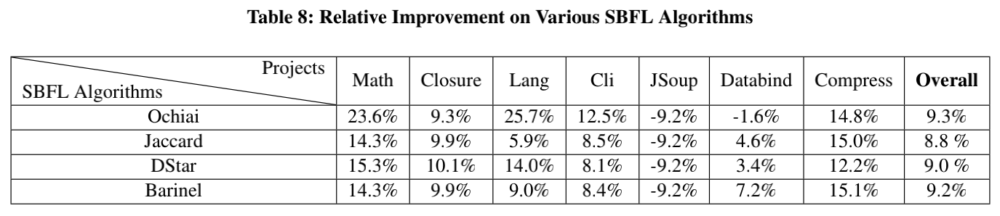 Table 8: Relative Improvement on Various SBFL Algorithms
Projects
SBFL Algorithms
Math Closure Lang Cli JSoup Databind Compress Overall
Ochiai 23.6% 9.3% 25.7% 12.5% -9.2% -1.6% 14.8% 9.3%
Jaccard 14.3% 9.9% 5.9% 8.5% -9.2% 4.6% 15.0% 8.8 %
DStar 15.3% 10.1% 14.0% 8.1% -9.2% 3.4% 12.2% 9.0 %
Barinel 14.3% 9.9% 9.0% 8.4% -9.2% 7.2% 15.1% 9.2%